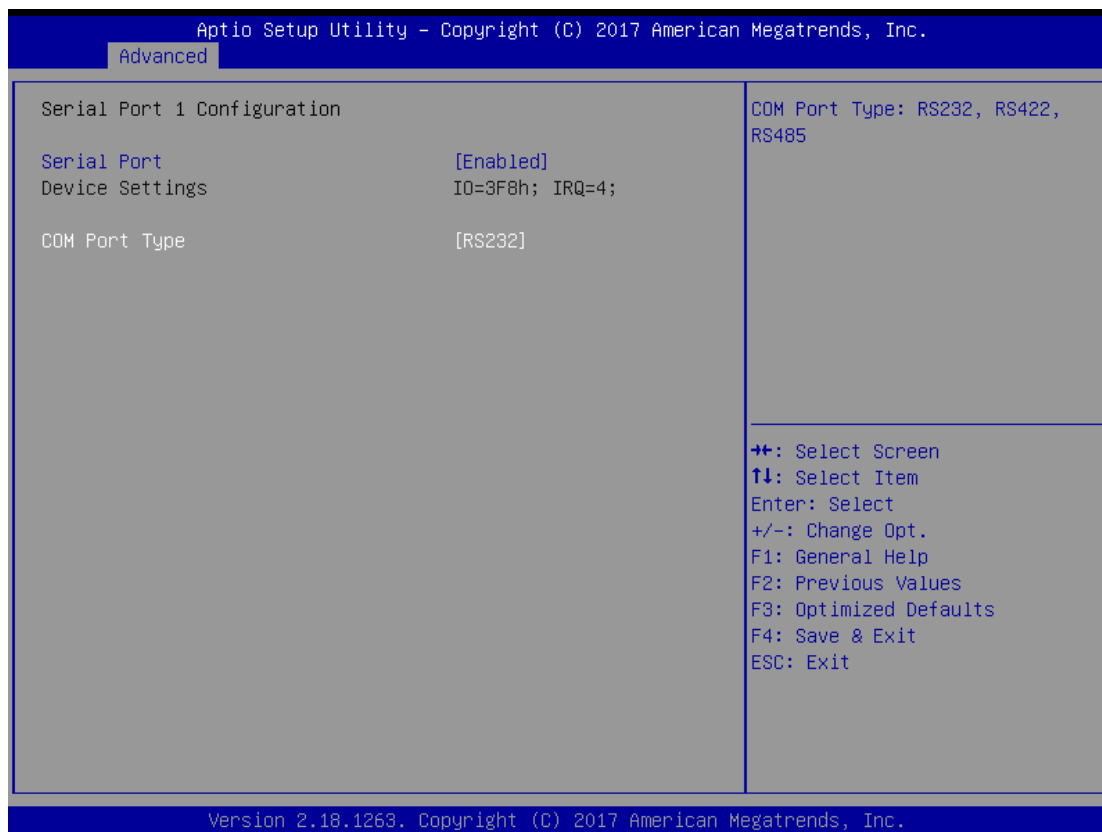 Aptio Setup Utility – Copyright (C) 2017 American Megatrends, Inc.
Advanced
Serial Port 1 Configuration
Serial Port [Enabled]
Device Settings IO=3F8h; IRQ=4;
COM Port Type [RS232]
COM Port Type: RS232, RS422,
RS485
→←: Select Screen
↑↓: Select Item
Enter: Select
+/-: Change Opt.
F1: General Help
F2: Previous Values
F3: Optimized Defaults
F4: Save & Exit
ESC: Exit
Version 2.18.1263. Copyright (C) 2017 American Megatrends, Inc.